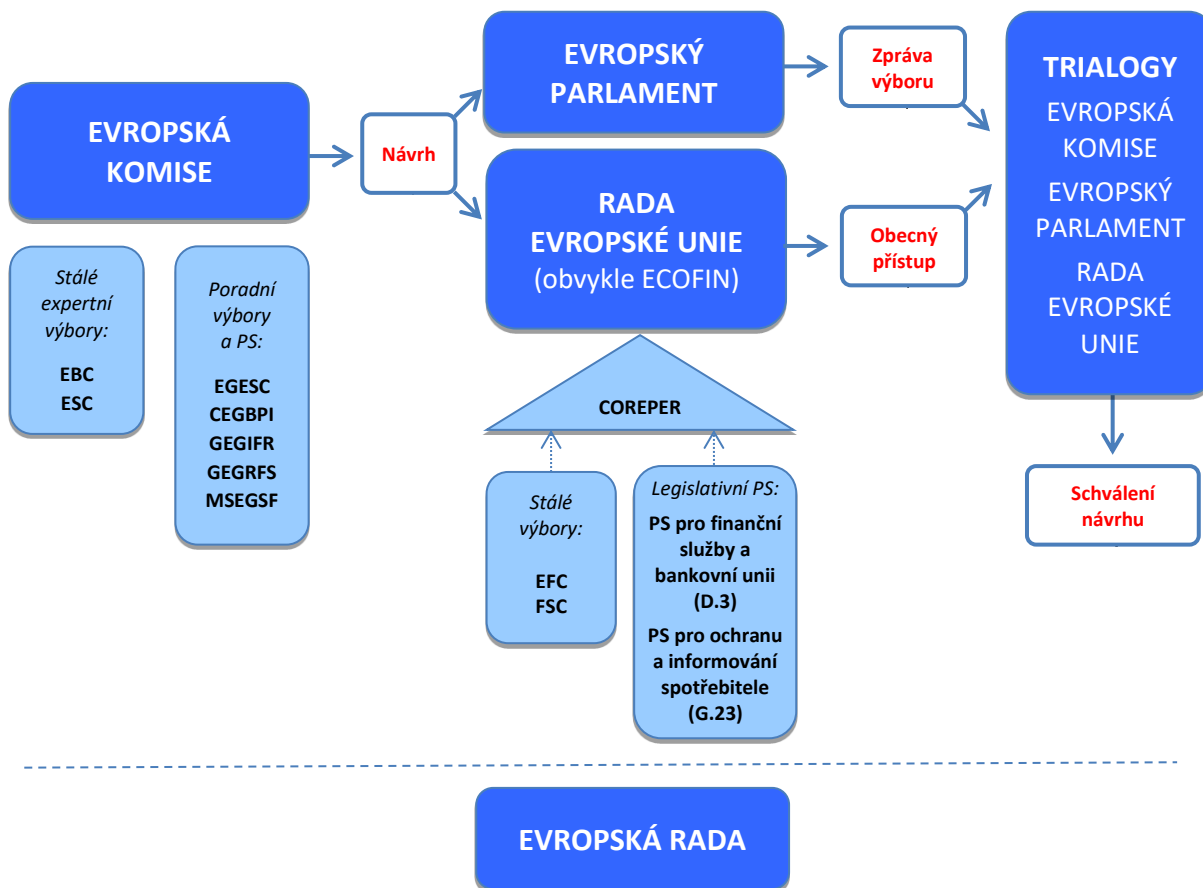 EVROPSKÁ
KOMISE
Stálé
expertní
výbory:
EBC
ESC
Poradní
výbory
a PS:
EGESC
CEGBPI
GEGIFR
GEGRFS
MSEGSF
Návrh
EVROPSKÝ
PARLAMENT
RADA
EVROPSKÉ UNIE
(obvykle ECOFIN)
COREPER
Stálé
výbory:
EFC
FSC
Legislativní PS:
PS pro finanční
služby a
bankovní unii
(D.3)
PS pro ochranu
a informování
spotřebitele
(G.23)
Zpráva
výboru
Obecný
přístup
TRIALOGY
EVROPSKÁ
KOMISE
EVROPSKÝ
PARLAMENT
RADA
EVROPSKÉ
UNIE
Schválení
návrhu
EVROPSKÁ RADA